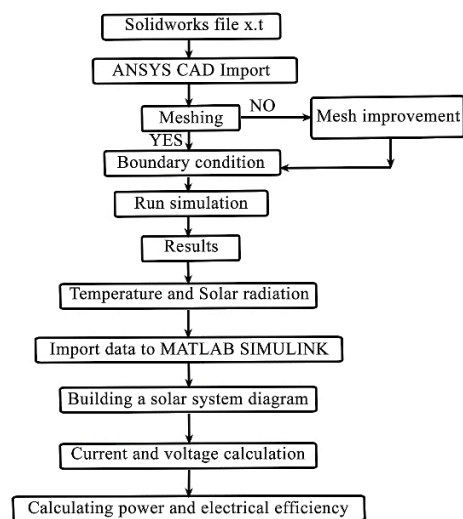 Solidworks file x.t
ANSYS CAD Import
Meshing
NO
Mesh improvement
YES
Boundary condition
Run simulation
Results
Temperature and Solar radiation
Import data to MATLAB SIMULINK
Building a solar system diagram
Current and voltage calculation
Calculating power and electrical efficiency